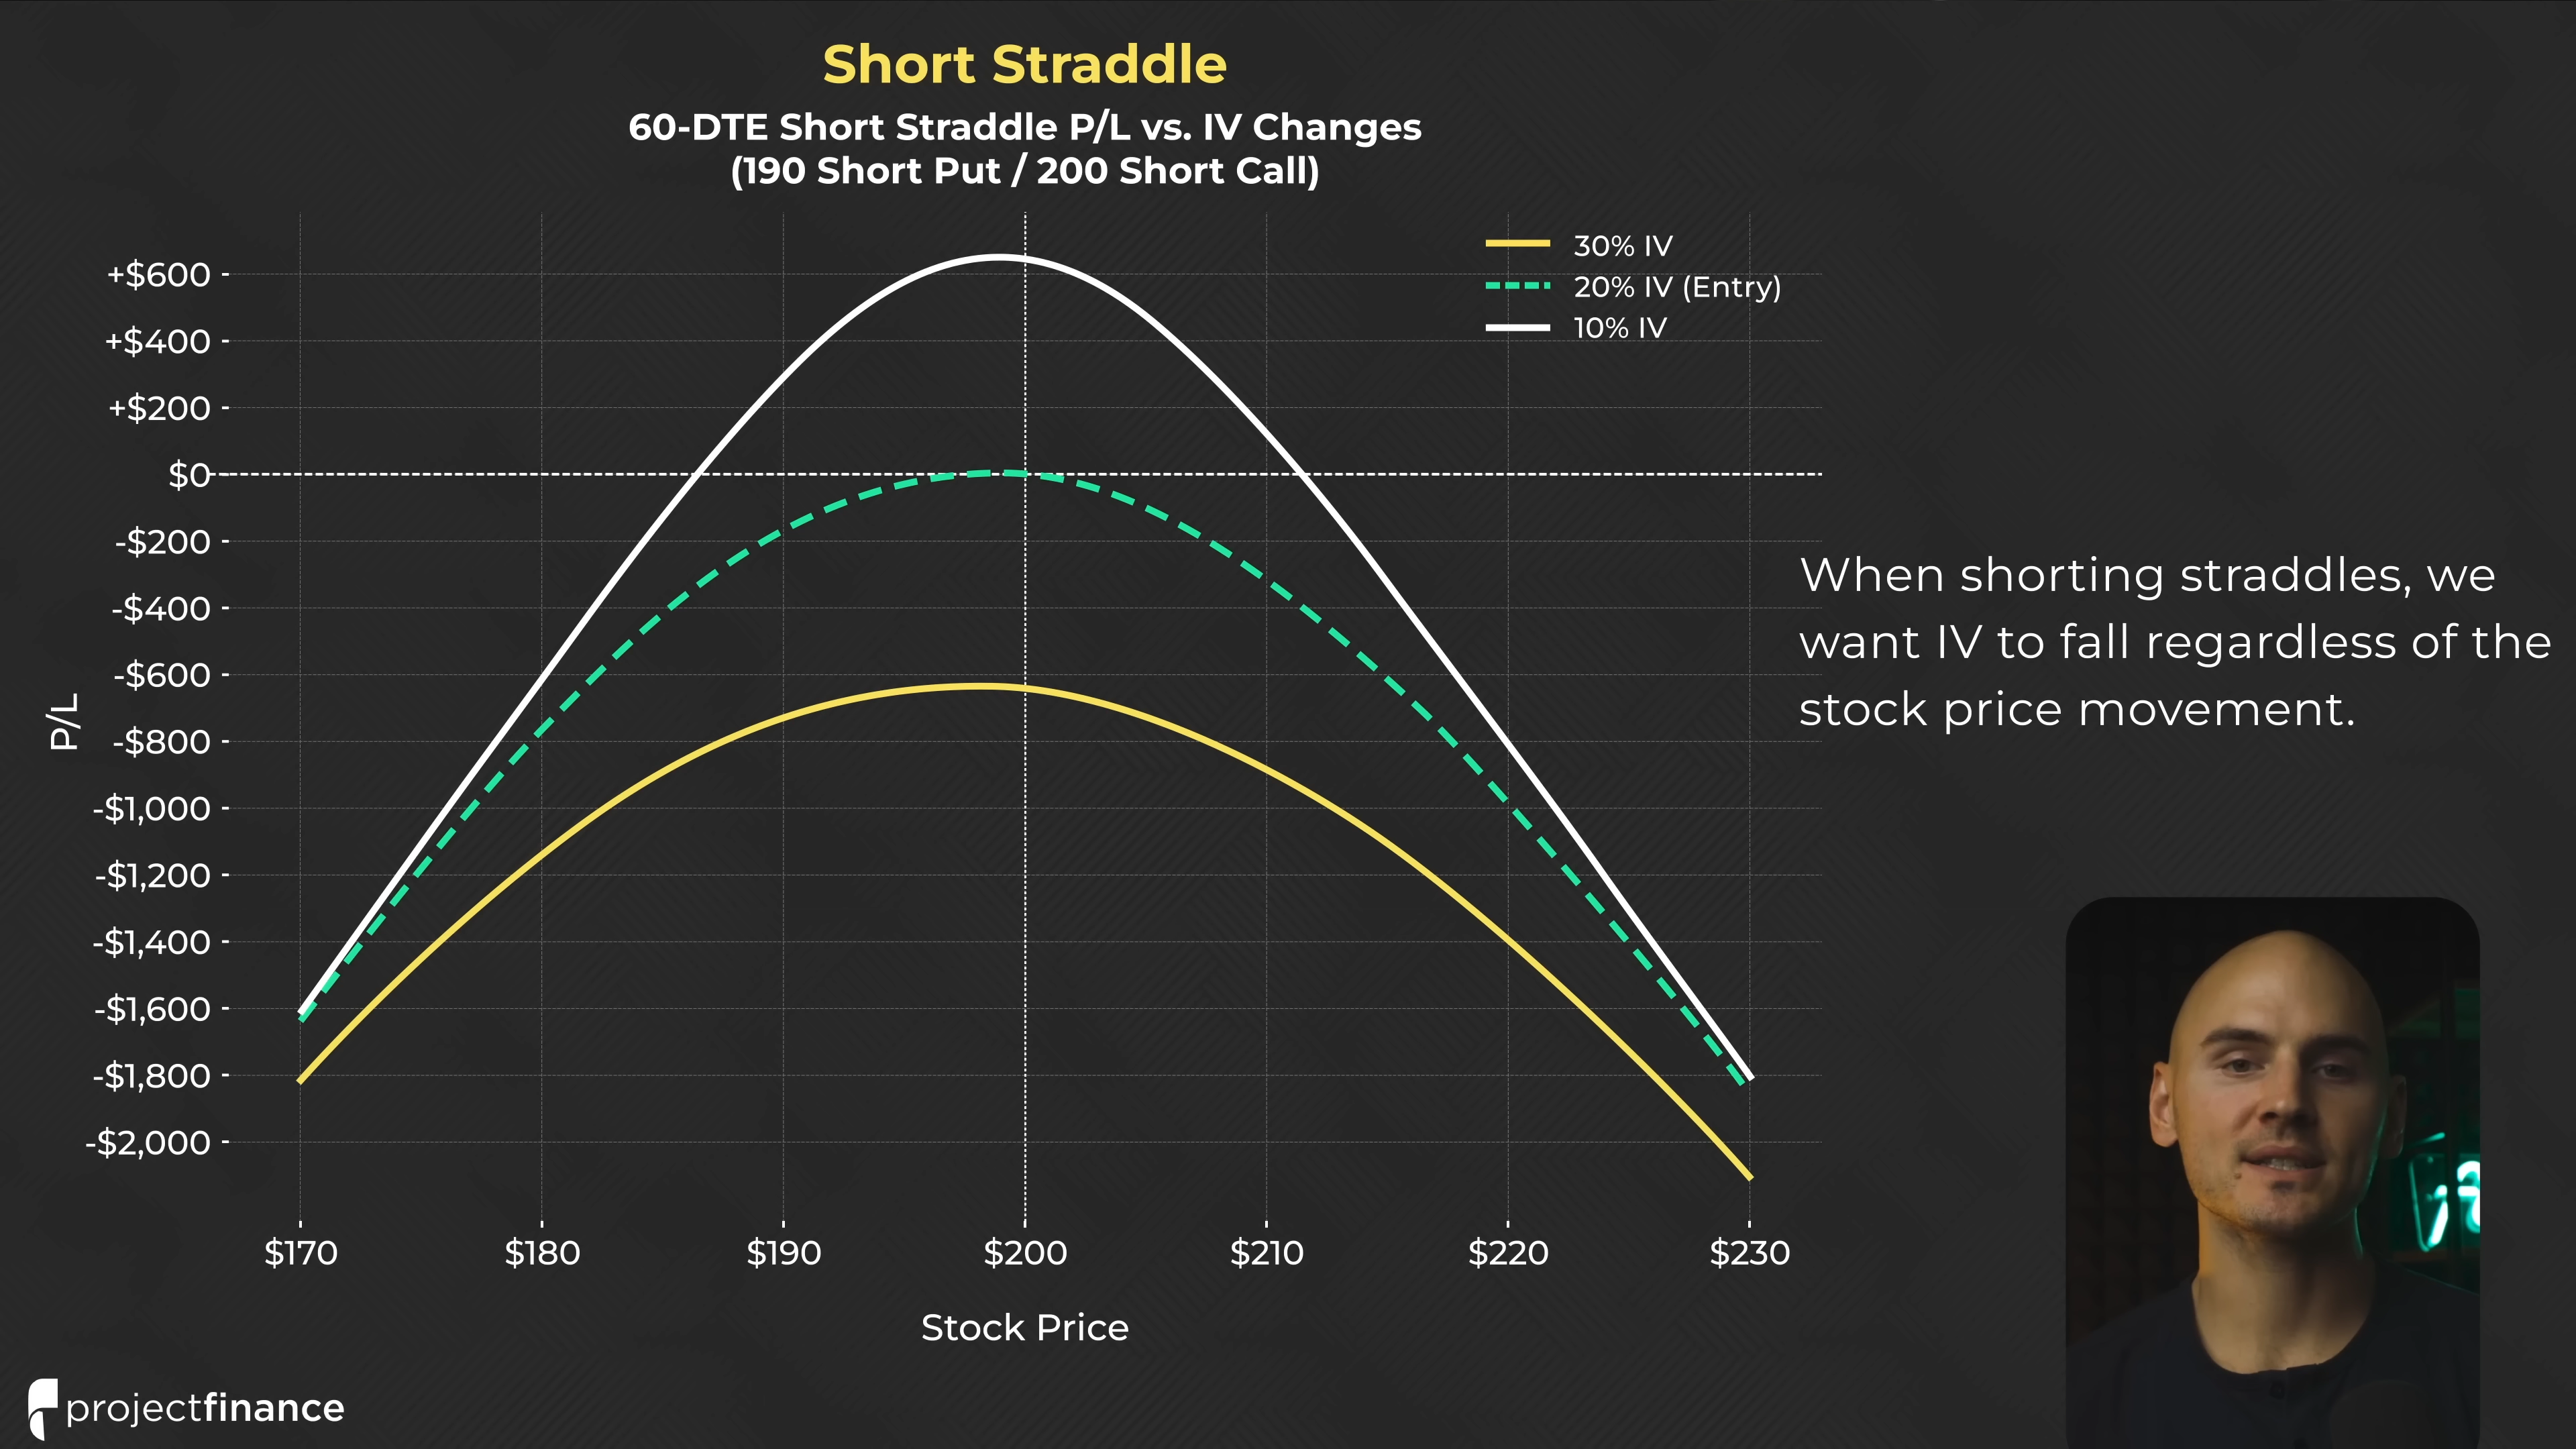 Short Straddle
60-DTE Short Straddle P/L vs. IV Changes
(190 Short Put / 200 Short Call)
30% IV
20% IV (Entry)
10% IV
+$600
+$400
+$200
$0
-$200
-$400
-$600
-$800
-$1,000
-$1,200
-$1,400
-$1,600
-$1,800
-$2,000
P/L
When shorting straddles, we
want IV to fall regardless of the
stock price movement.
$170 $180 $190 $200 $210 $220 $230
Stock Price
projectfinance